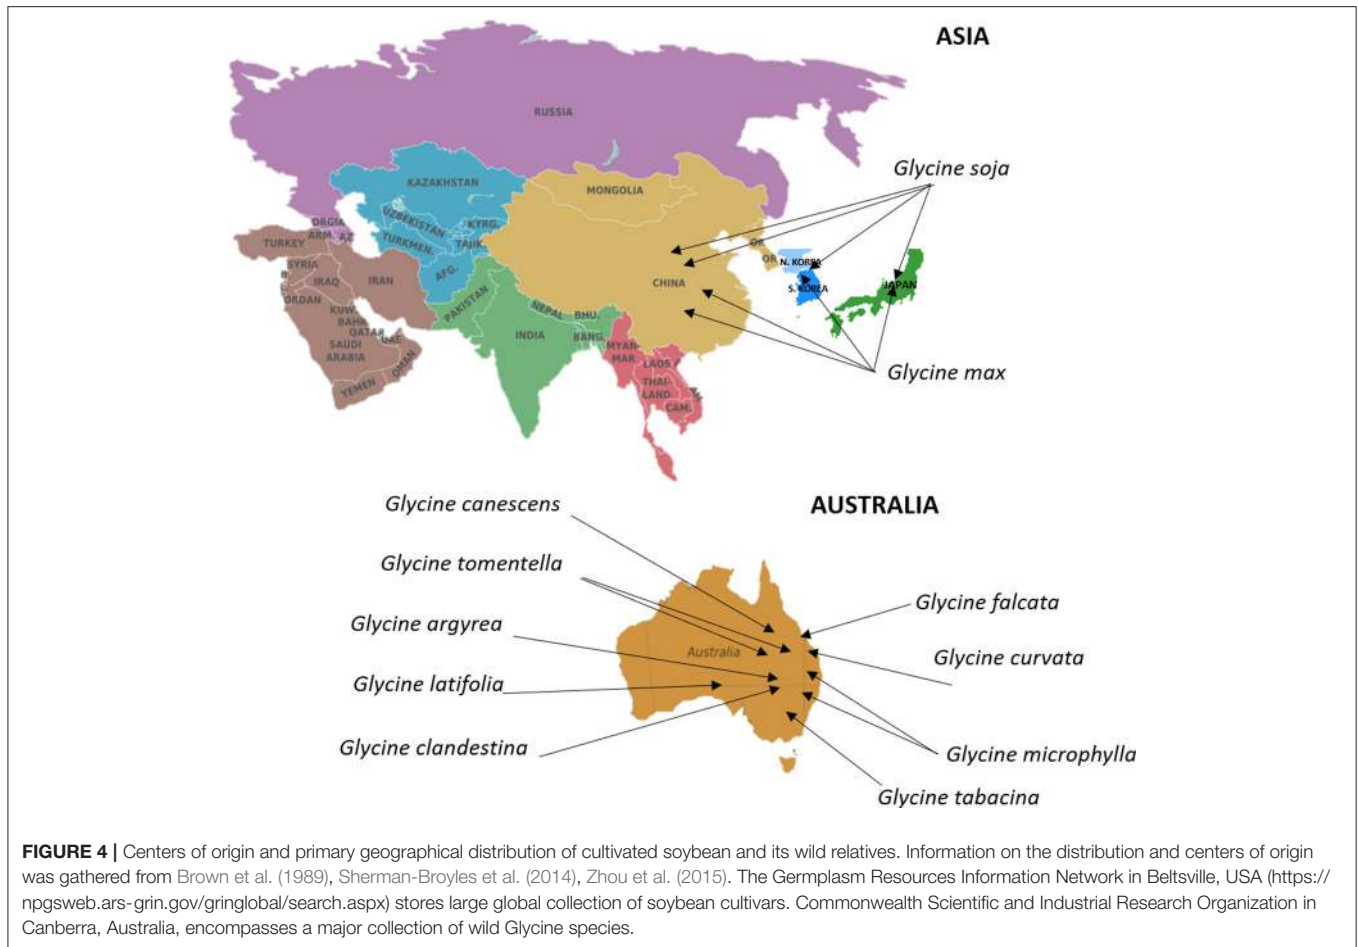 ASIA
RUSSIA
Glycine soja
KAZAKHSTAN
MONGOLIA
UZBEKISTAN
KYRG.
ORGIA
ARM.
AZ
TURKMEN.
TAJIK.
TURKEY
OR
OR
N. KOREA
SYRIA
AFG.
IRAQ
IRAN
CHINA
S. KOREA
JAPAN
ORDAN
PAKISTAN
NEPAL
BHU.
KUW.
BAHR.
QATAR
UAE
INDIA
BANG.
SAUDI
ARABIA
OMAN
MYAN-
MAR
LAOS
Glycine max
YEMEN
THAI-
LAND
CAM.
Glycine canescens
AUSTRALIA
Glycine tomentella
Glycine falcata
Glycine argyrea
Australia
Glycine curvata
Glycine latifolia
Glycine clandestina
Glycine microphylla
Glycine tabacina
FIGURE 4 | Centers of origin and primary geographical distribution of cultivated soybean and its wild relatives. Information on the distribution and centers of origin
was gathered from Brown et al. (1989), Sherman-Broyles et al. (2014), Zhou et al. (2015). The Germplasm Resources Information Network in Beltsville, USA (https://
npgsweb.ars-grin.gov/gringlobal/search.aspx) stores large global collection of soybean cultivars. Commonwealth Scientific and Industrial Research Organization in
Canberra, Australia, encompasses a major collection of wild Glycine species.